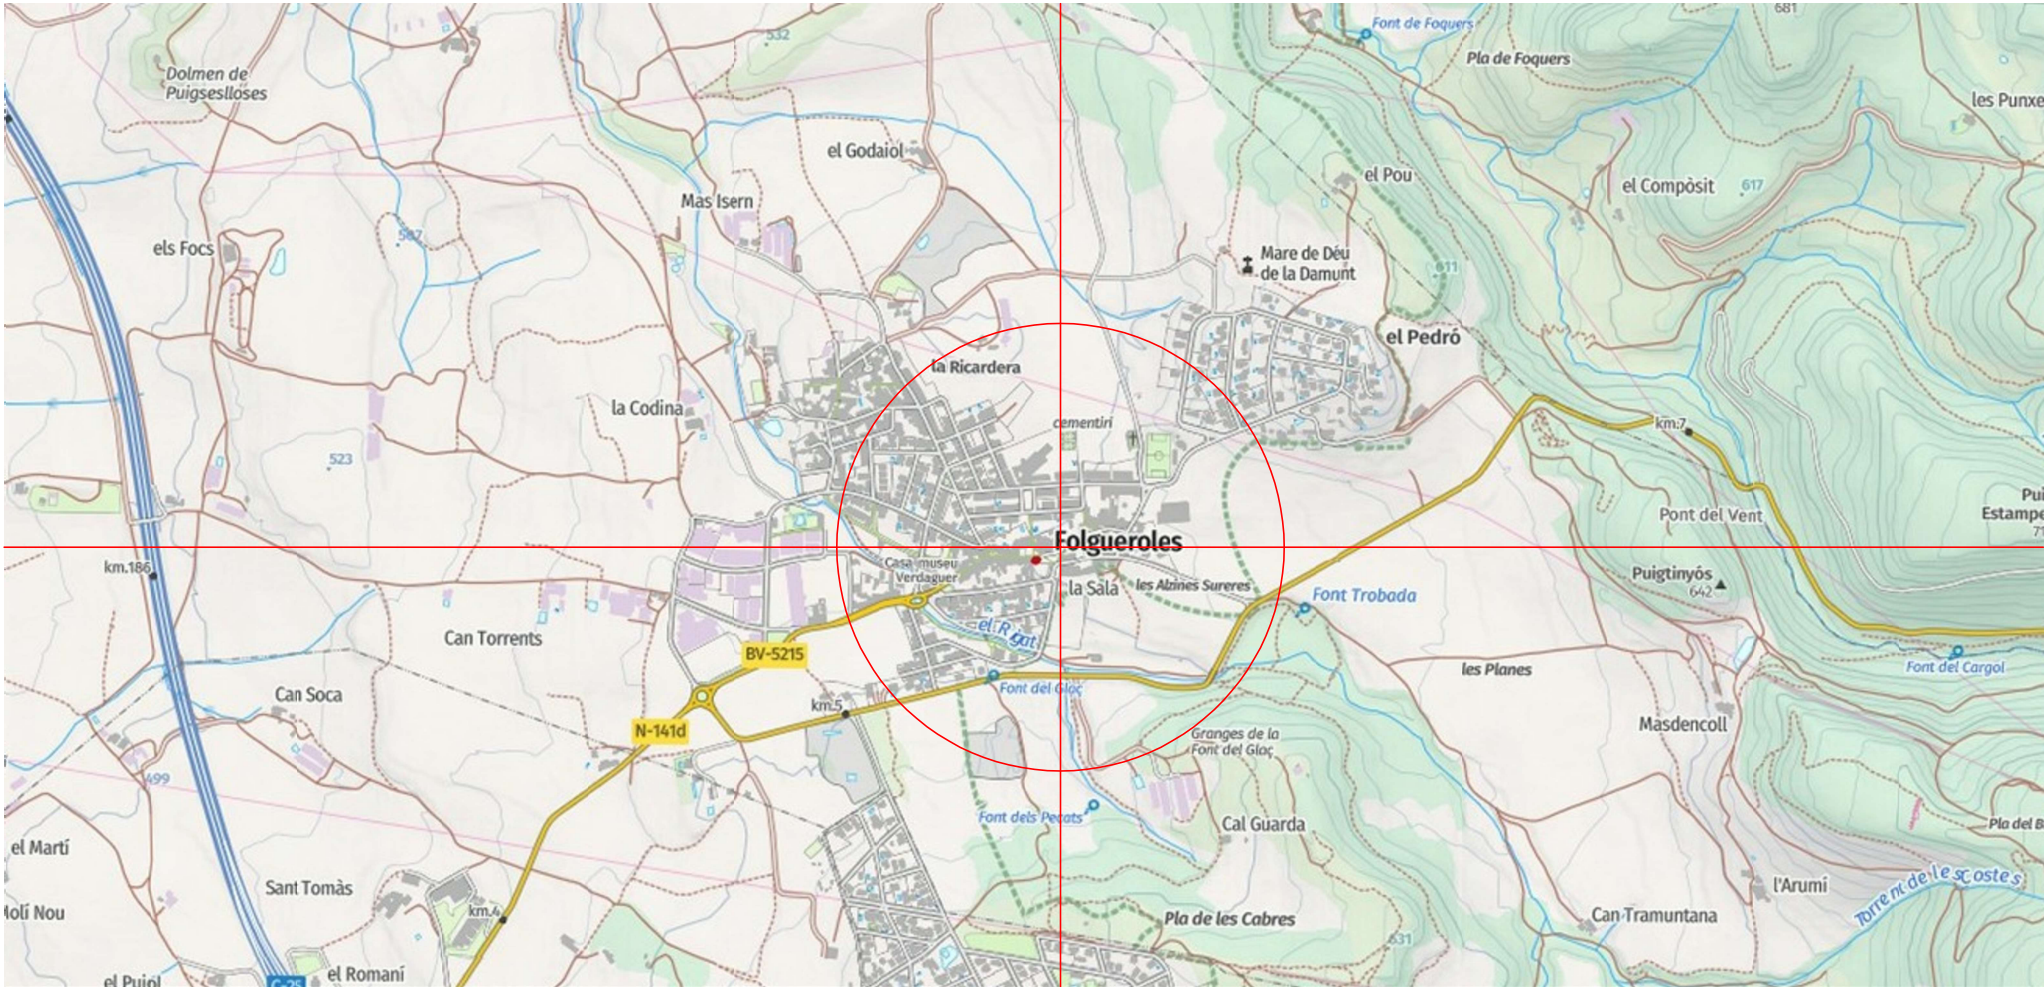 681
Font de Foquers
532
Pla de Foquers
Dolmen de
Puigseslloses
les Punxe
el Godaiol
el Pou
el Compòsit
617
Mas Isern
507
els Focs
Mare de Déu
de la Damunt
611
el Pedró
la Ricardera
la Codina
cementiri
km.7
523
Pui
Estampe
71
Pont del Vent
Folgueroles
km.186
Casa museu
Verdaguer
la Sala
les Alzines Sureres
Puigtinyós
642
Font Trobada
Can Torrents
el Rigat
BV-5215
les Planes
Font del Cargol
Can Soca
Font del Glaç
km.5
N-141d
Masdencoll
Granges de la
Font del Glaç
499
Font dels Pecats
Cal Guarda
Pla del B
el Martí
Sant Tomàs
l'Arumí
Torrent de les costes
Molí Nou
km.4
Pla de les Cabres
Can Tramuntana
631
el Romaní
el Pujol
C-25